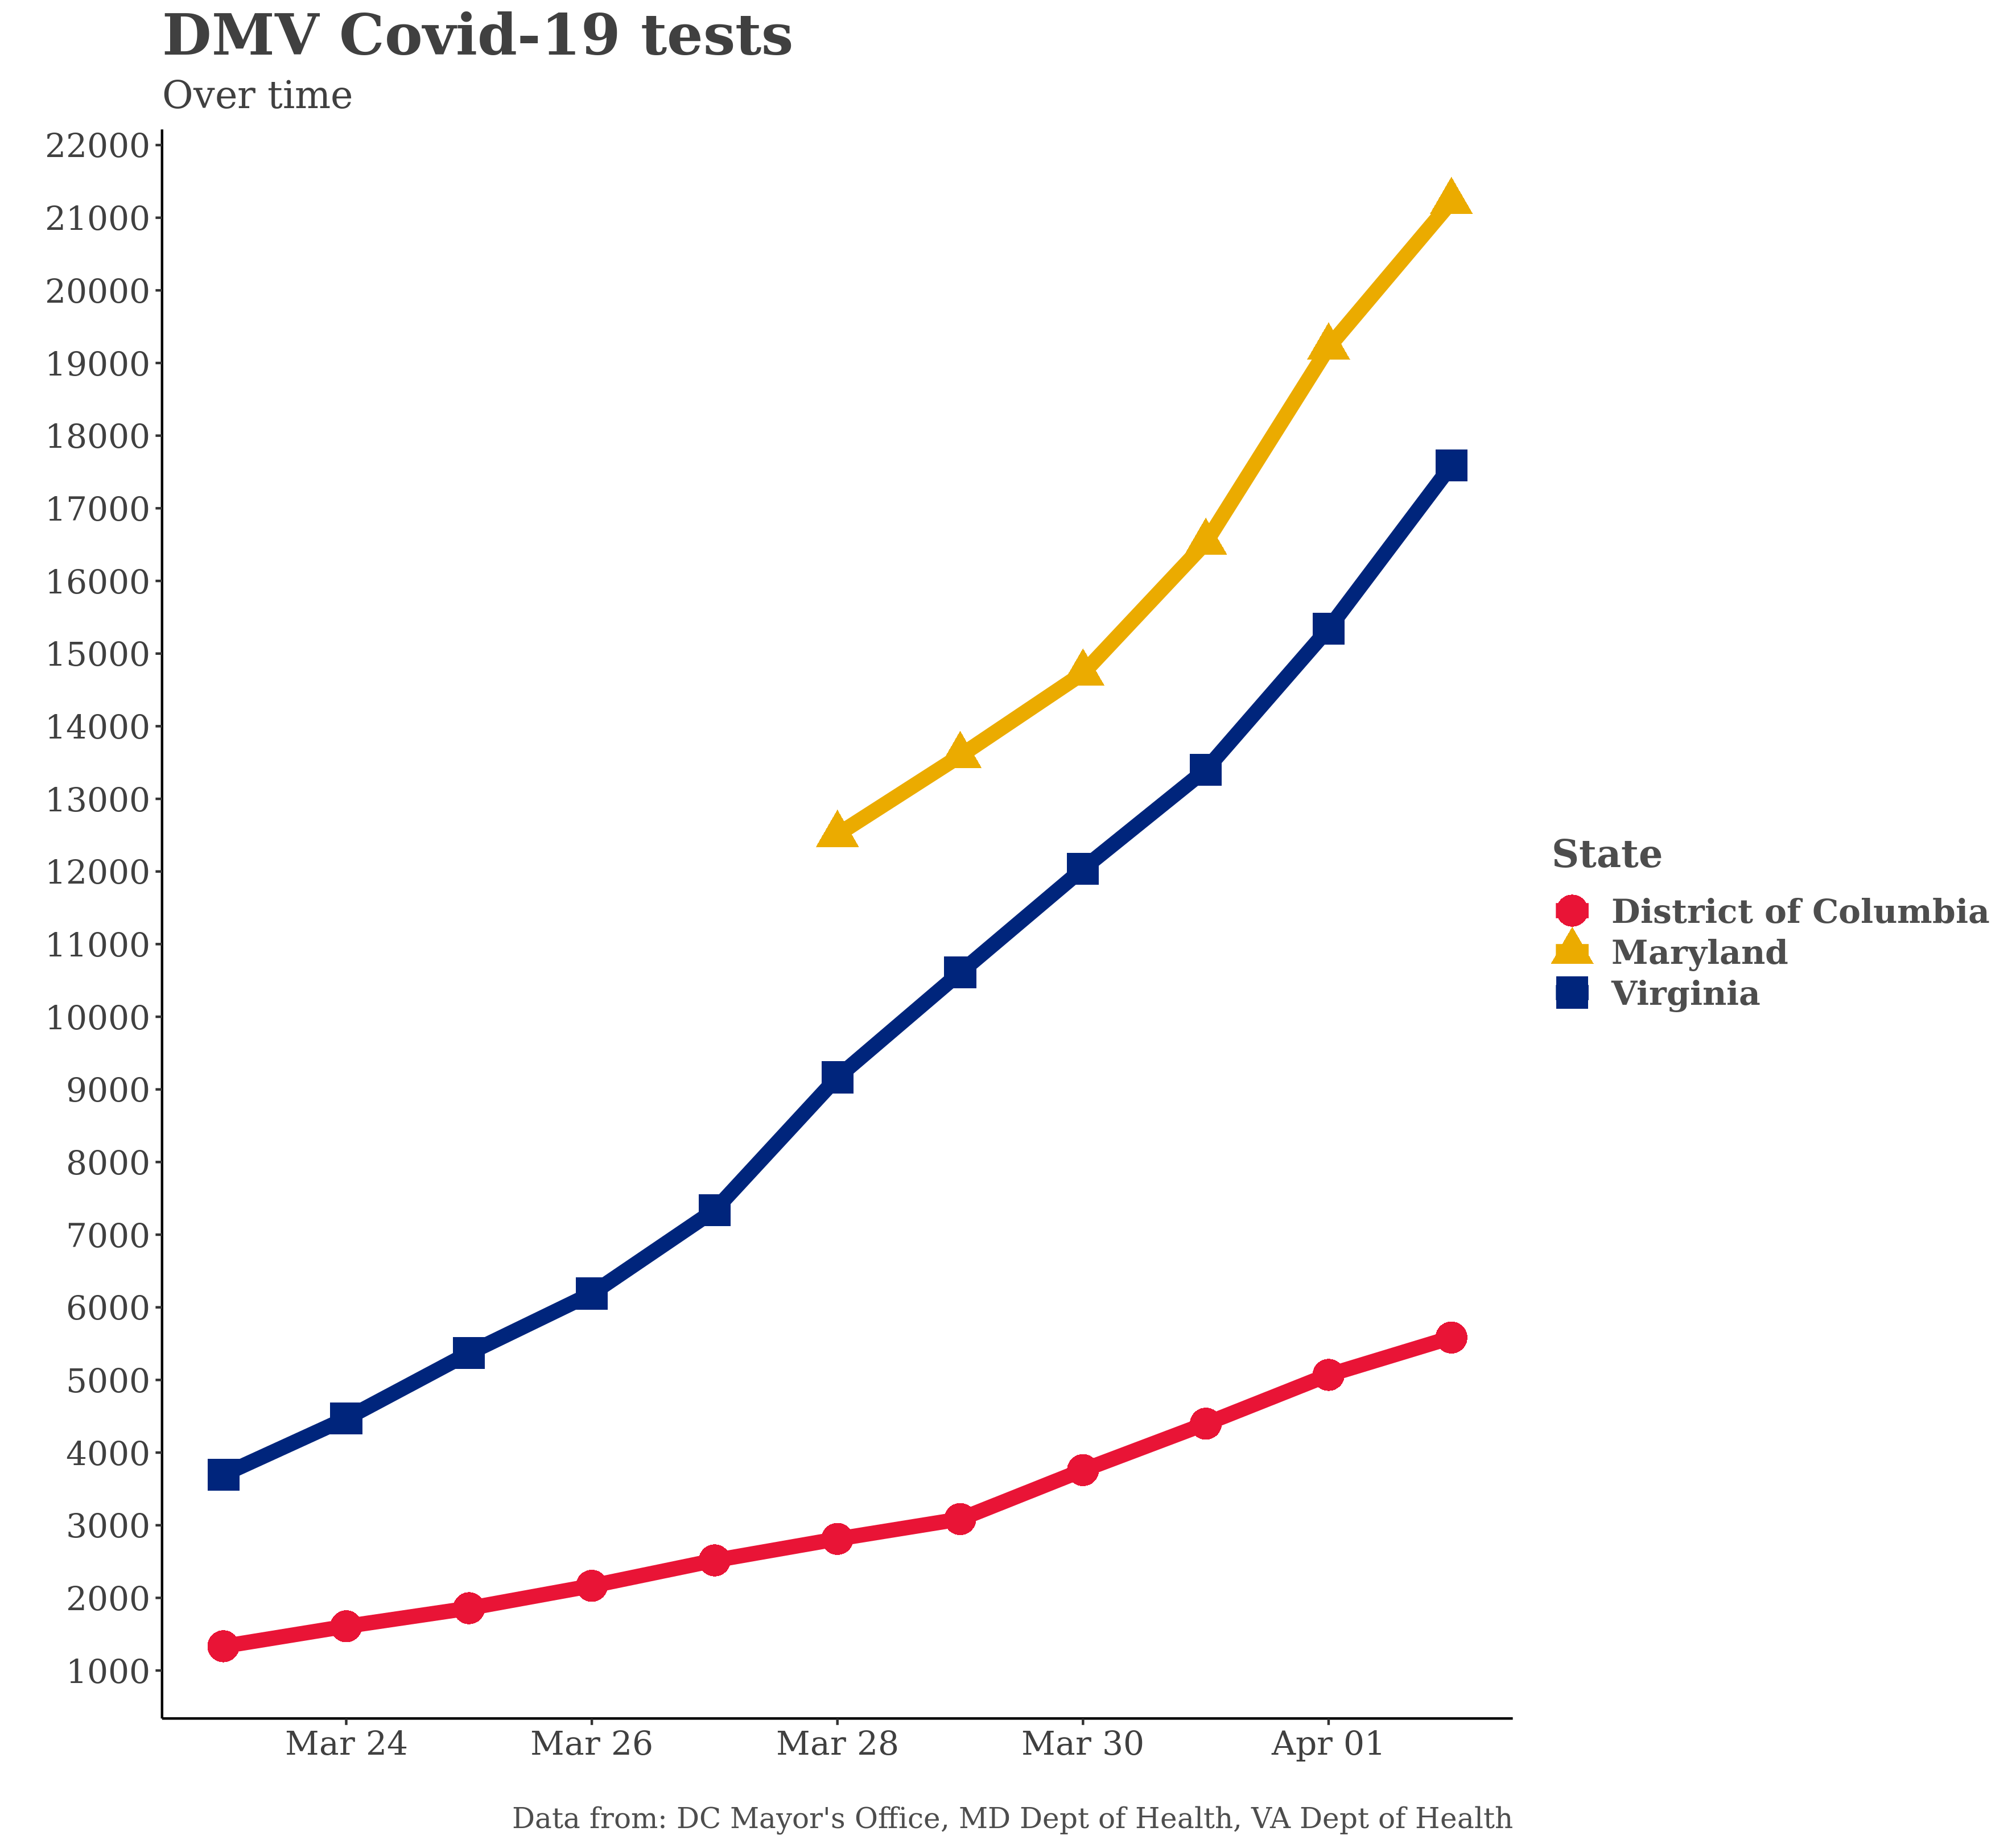 DMV Covid-19 tests
Over time
22000
21000
20000
19000
18000
17000
16000
15000
14000
13000
12000
11000
10000
9000
8000
7000
6000
5000
4000
3000
2000
1000
Mar 24
Mar 26
Mar 28
Mar 30
Apr 01
State
District of Columbia
Maryland
Virginia
Data from: DC Mayor's Office, MD Dept of Health, VA Dept of Health